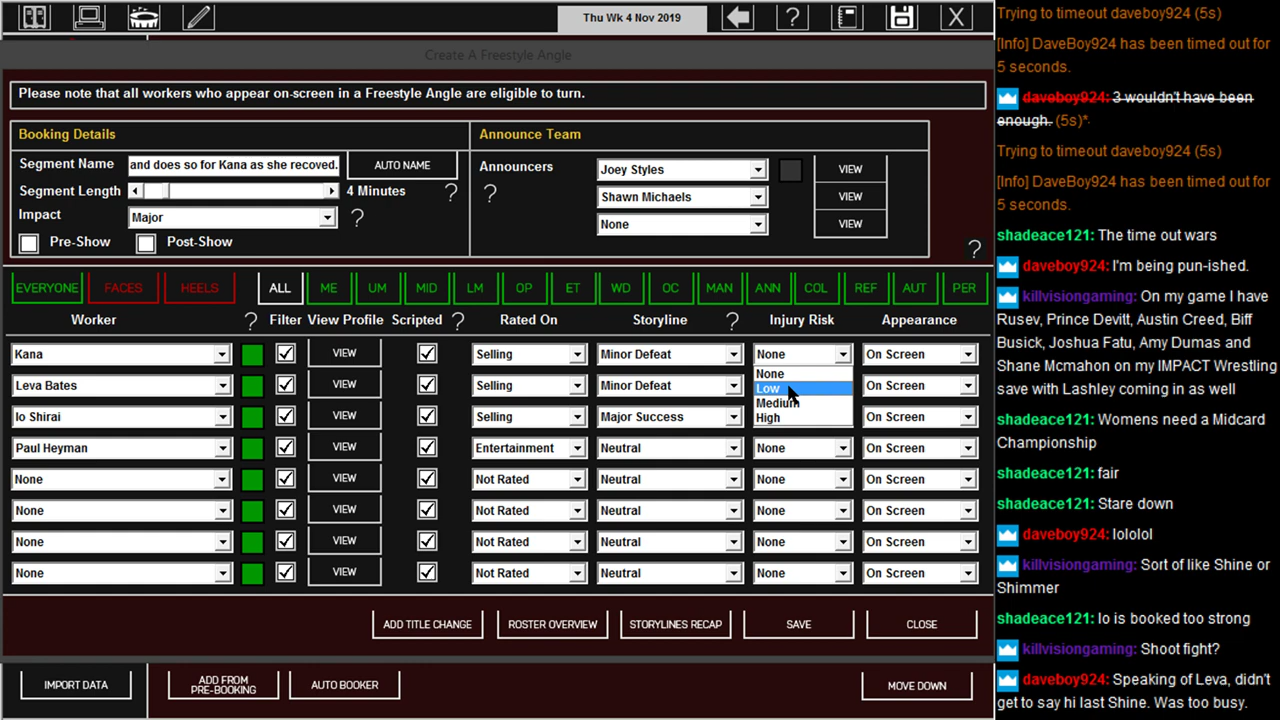 Thu Wk 4 Nov 2019
Create A Freestyle Angle
Please note that all workers who appear on-screen in a Freestyle Angle are eligible to turn.
Booking Details
Segment Name and does so for Kana as she recoved. AUTO NAME
Segment Length 4 Minutes ?
Impact Major ?
Pre-Show Post-Show
Announce Team
Announcers Joey Styles VIEW
? Shawn Michaels VIEW
None VIEW
?
EVERYONE FACES HEELS ALL ME UM MID LM OP ET WD OC MAN ANN COL REF AUT PER
Worker ? Filter View Profile Scripted ? Rated On Storyline ? Injury Risk Appearance
Kana VIEW Selling Minor Defeat None On Screen
None
Leva Bates VIEW Selling Minor Defeat Low On Screen
Medium
Io Shirai VIEW Selling Major Success High On Screen
Paul Heyman VIEW Entertainment Neutral None On Screen
None VIEW Not Rated Neutral None On Screen
None VIEW Not Rated Neutral None On Screen
None VIEW Not Rated Neutral None On Screen
None VIEW Not Rated Neutral None On Screen
ADD TITLE CHANGE ROSTER OVERVIEW STORYLINES RECAP SAVE CLOSE
IMPORT DATA ADD FROM PRE-BOOKING AUTO BOOKER MOVE DOWN
Trying to timeout daveboy924 (5s)
[Info] DaveBoy924 has been timed out for
5 seconds.
daveboy924: 3 wouldn't have been
enough. (5s)*
Trying to timeout daveboy924 (5s)
[Info] DaveBoy924 has been timed out for
5 seconds.
shadeace121: The time out wars
daveboy924: I'm being pun-ished.
killvisiongaming: On my game I have
Rusev, Prince Devitt, Austin Creed, Biff
Busick, Joshua Fatu, Amy Dumas and
Shane Mcmahon on my IMPACT Wrestling
save with Lashley coming in as well
shadeace121: Womens need a Midcard
Championship
shadeace121: fair
shadeace121: Stare down
daveboy924: lololol
killvisiongaming: Sort of like Shine or
Shimmer
shadeace121: Io is booked too strong
killvisiongaming: Shoot fight?
daveboy924: Speaking of Leva, didn't
get to say hi last Shine. Was too busy.